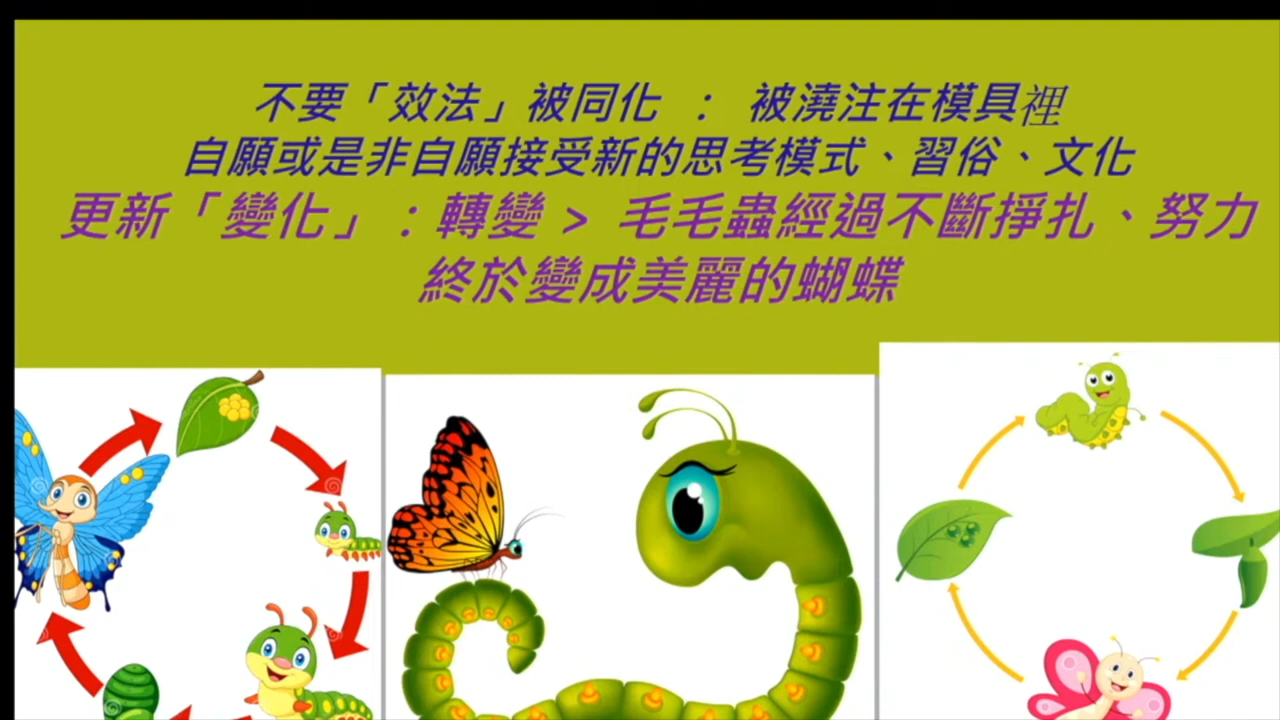 不要「效法」被同化 : 被澆注在模具裡
自願或是非自願接受新的思考模式、習俗、文化
更新「變化」:轉變 > 毛毛蟲經過不斷掙扎、努力
終於變成美麗的蝴蝶